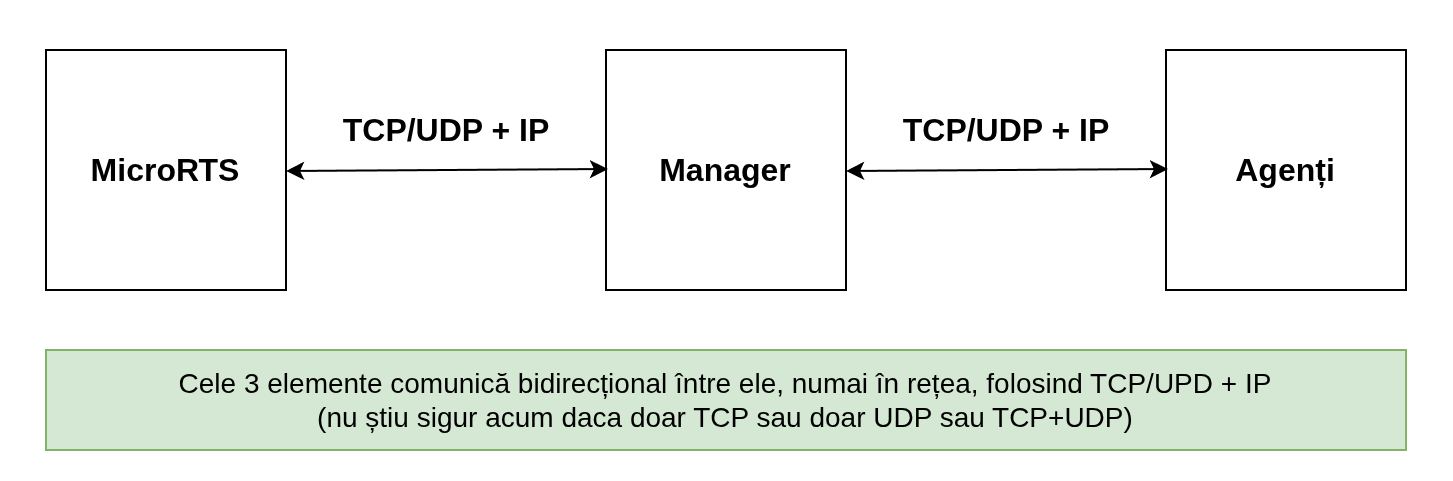 TCP/UDP + IP
TCP/UDP + IP
MicroRTS
Manager
Agenți
Cele 3 elemente comunică bidirecțional între ele, numai în rețea, folosind TCP/UPD + IP
(nu știu sigur acum daca doar TCP sau doar UDP sau TCP+UDP)